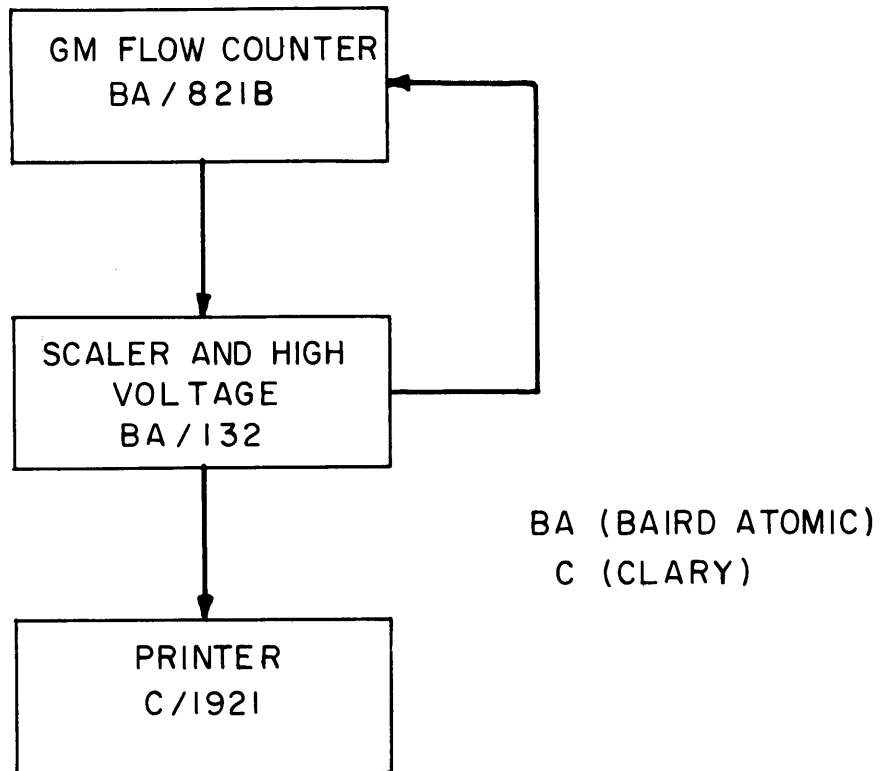 GM FLOW COUNTER
BA / 821B
SCALER AND HIGH
VOLTAGE
BA / 132
BA (BAIRD ATOMIC)
C (CLARY)
PRINTER
C/1921